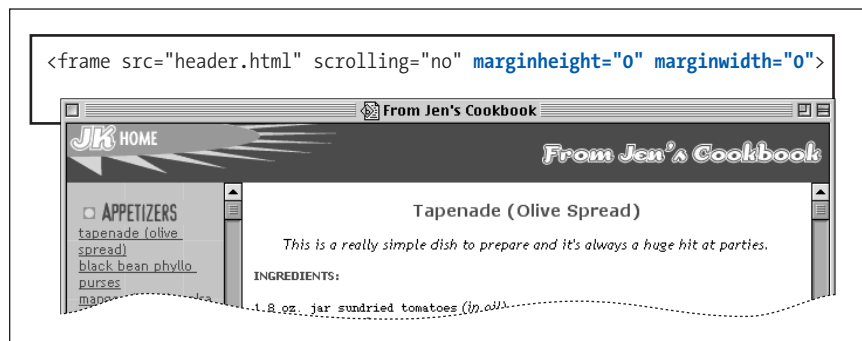 <frame src="header.html" scrolling="no" marginheight="0" marginwidth="0">
From Jen's Cookbook
JK HOME
From Jen's Cookbook
APPETIZERS
tapenade (olive
spread)
black bean phyllo
purses
Tapenade (Olive Spread)
This is a really simple dish to prepare and it's always a huge hit at parties.
INGREDIENTS:
1 8 oz. jar sundried tomatoes (in oil)